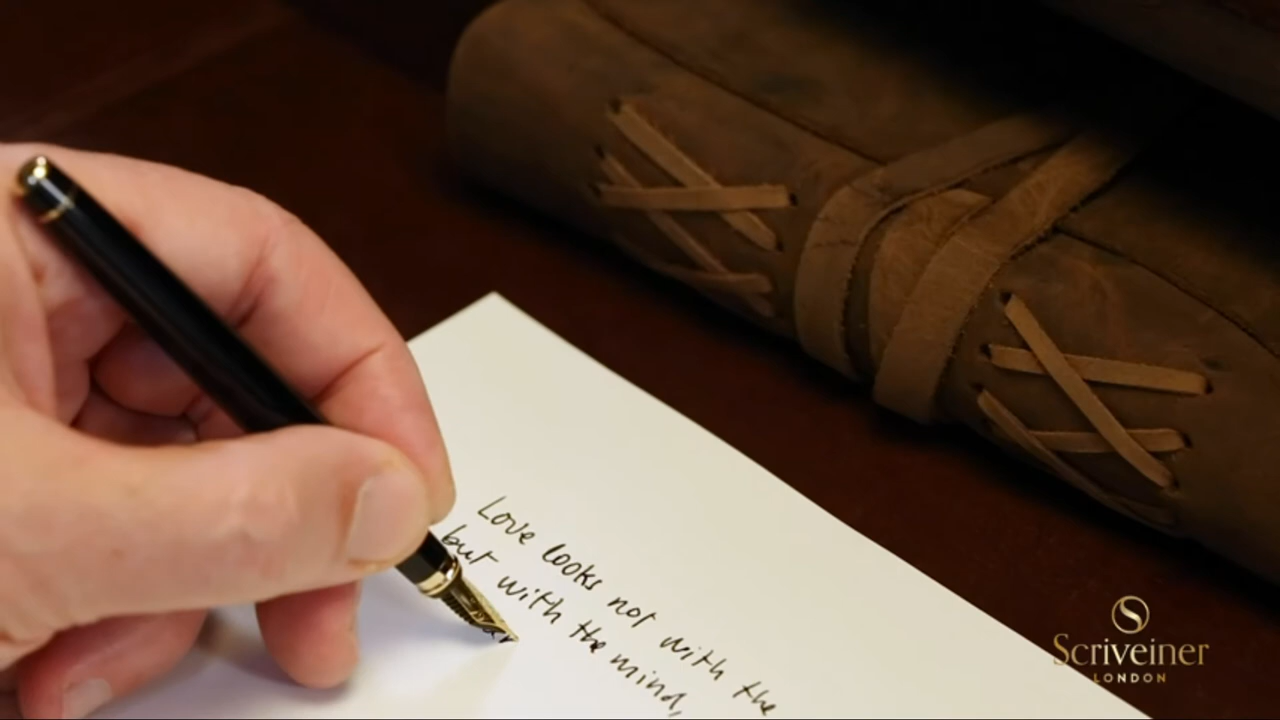 Love looks not with the
but with the mind,
Scriveiner
LONDON